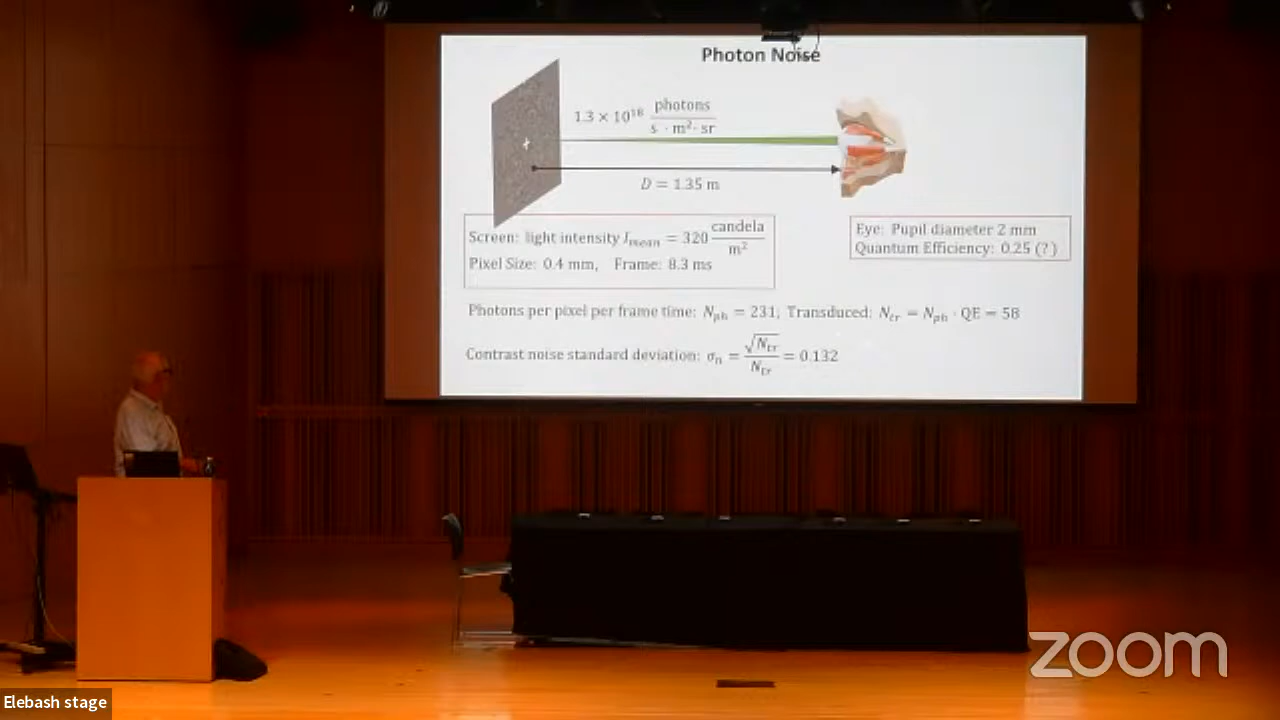 Photon Noise
1.3 × 10¹⁸ photons / s · m² · sr
D = 1.35 m
Screen: light intensity J_mean = 320 candela / m²
Pixel Size: 0.4 mm, Frame: 8.3 ms
Eye: Pupil diameter 2 mm
Quantum Efficiency: 0.25 (?)
Photons per pixel per frame time: N_ph = 231; Transduced: N_tr = N_ph · QE = 58
Contrast noise standard deviation: σ_n = √N_tr / N_tr = 0.132
zoom
Elebash stage